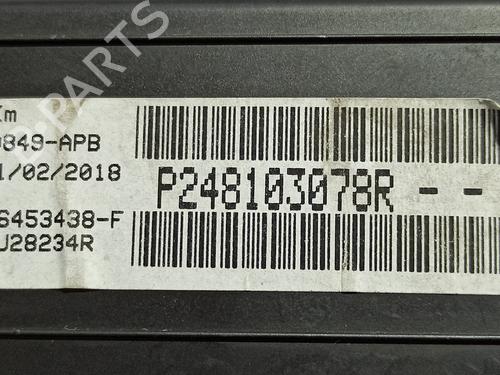 Km
0849-APB
1/02/2018
6453438-F
J28234R
P248103078R - -
B-PARTS